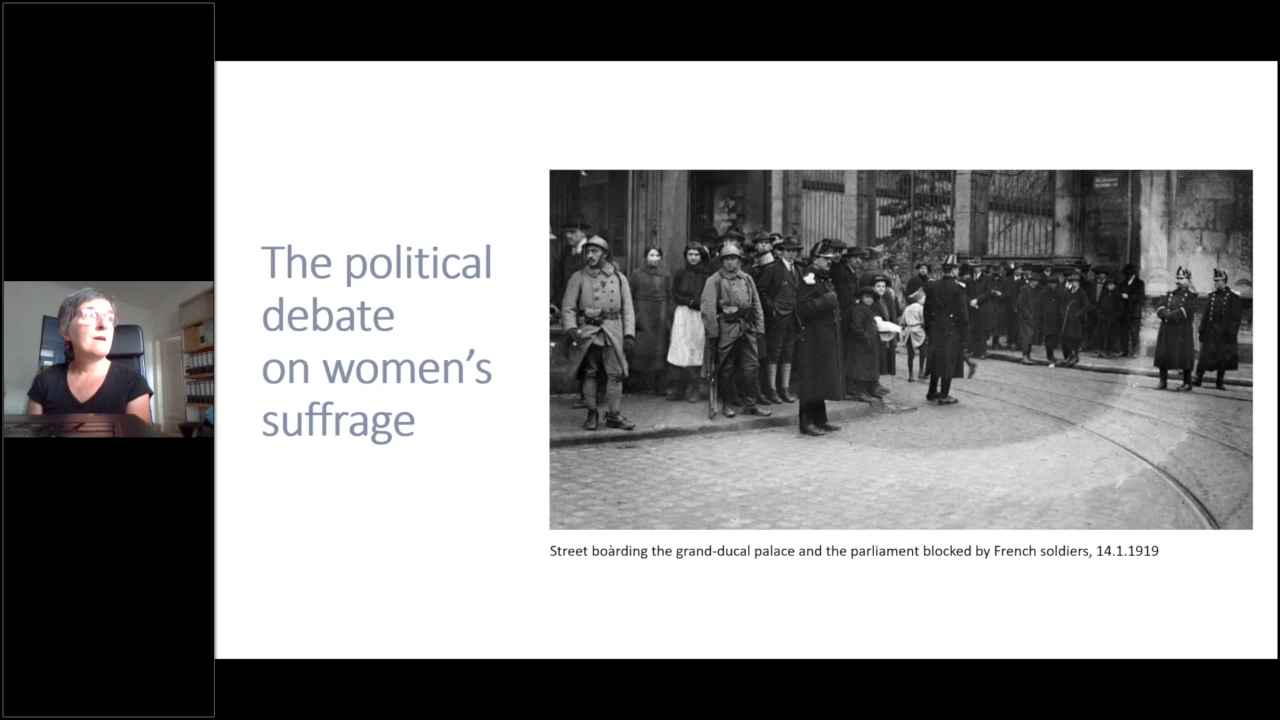 The political
debate
on women’s
suffrage
Street boàrding the grand-ducal palace and the parliament blocked by French soldiers, 14.1.1919